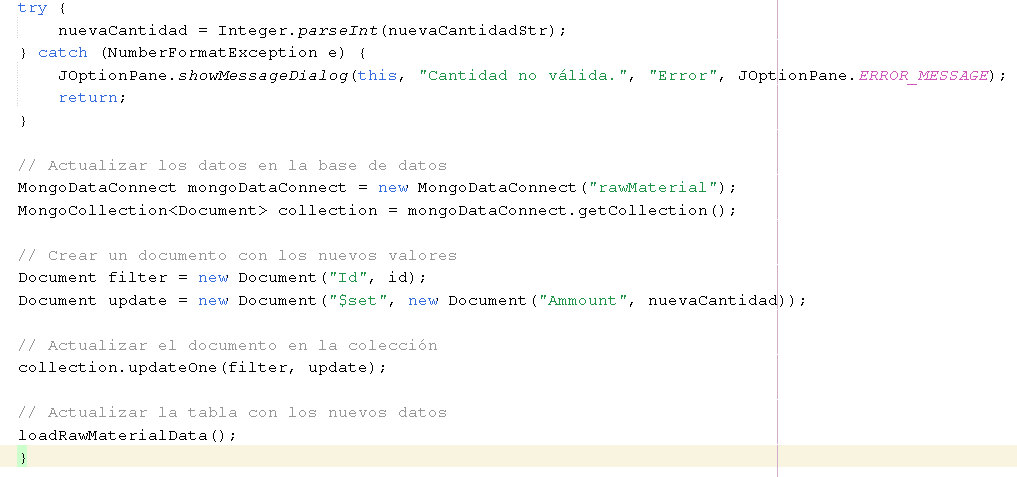 try {
    nuevaCantidad = Integer.parseInt(nuevaCantidadStr);
} catch (NumberFormatException e) {
    JOptionPane.showMessageDialog(this, "Cantidad no válida.", "Error", JOptionPane.ERROR_MESSAGE);
    return;
}
// Actualizar los datos en la base de datos
MongoDataConnect mongoDataConnect = new MongoDataConnect("rawMaterial");
MongoCollection<Document> collection = mongoDataConnect.getCollection();
// Crear un documento con los nuevos valores
Document filter = new Document("Id", id);
Document update = new Document("$set", new Document("Ammount", nuevaCantidad));
// Actualizar el documento en la colección
collection.updateOne(filter, update);
// Actualizar la tabla con los nuevos datos
loadRawMaterialData();
}